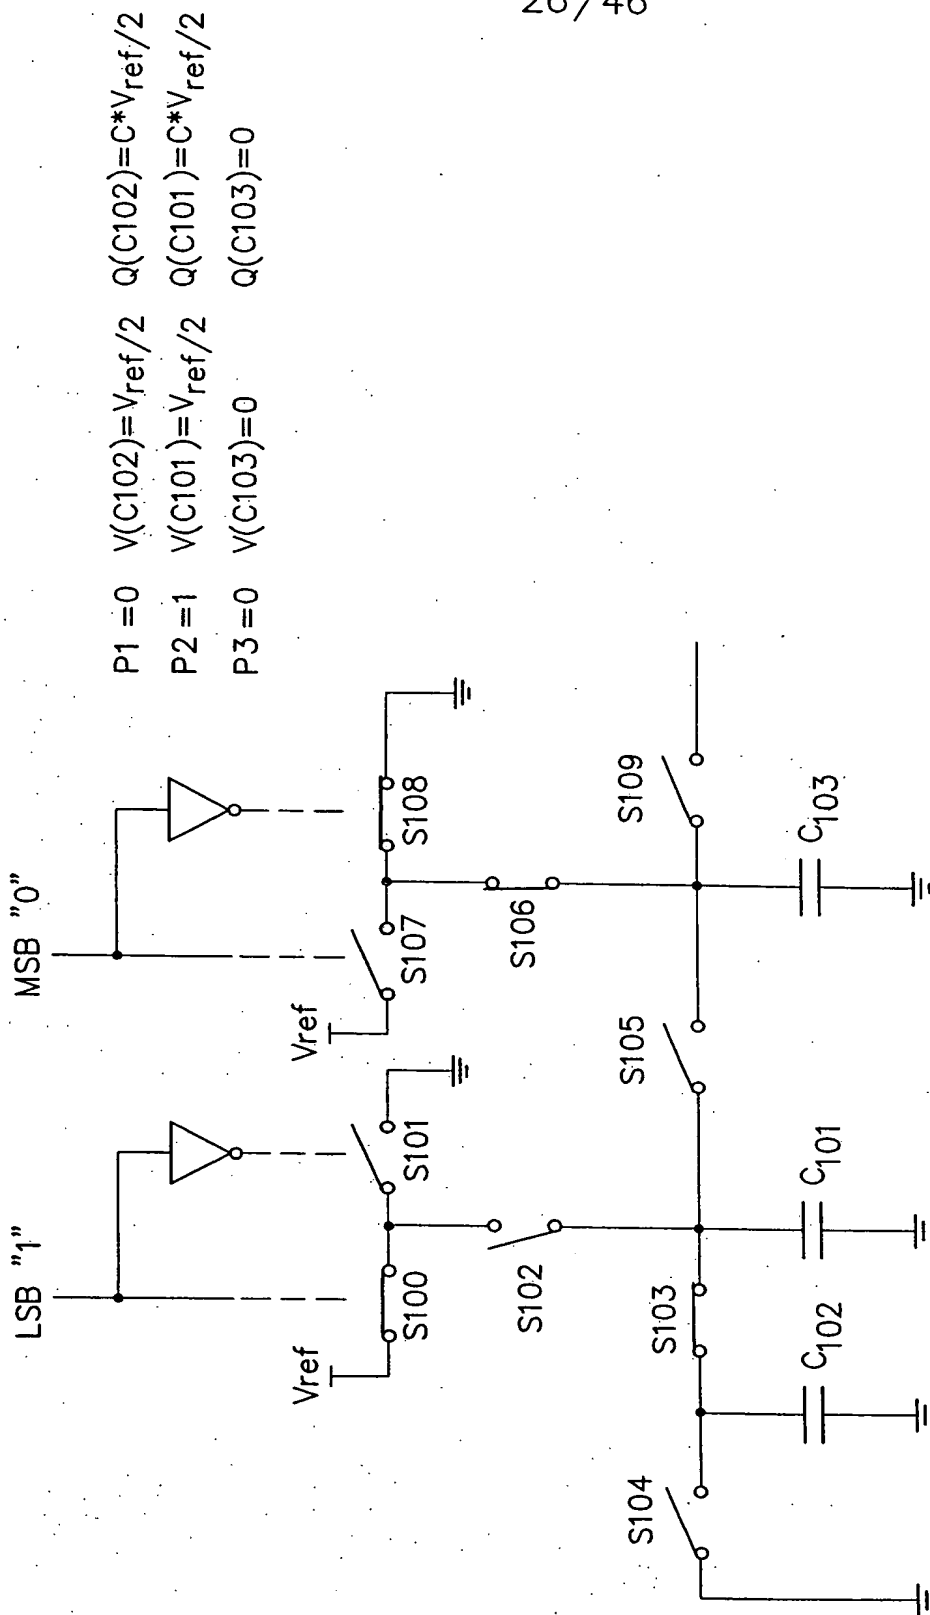 26/46
P1=0 V(C102)=Vref/2 Q(C102)=C*Vref/2
P2=1 V(C101)=Vref/2 Q(C101)=C*Vref/2
P3=0 V(C103)=0 Q(C103)=0
LSB "1"
MSB "0"
Vref
S100
S101
Vref
S107
S108
S102
S106
S104
S103
S105
S109
C102
C101
C103